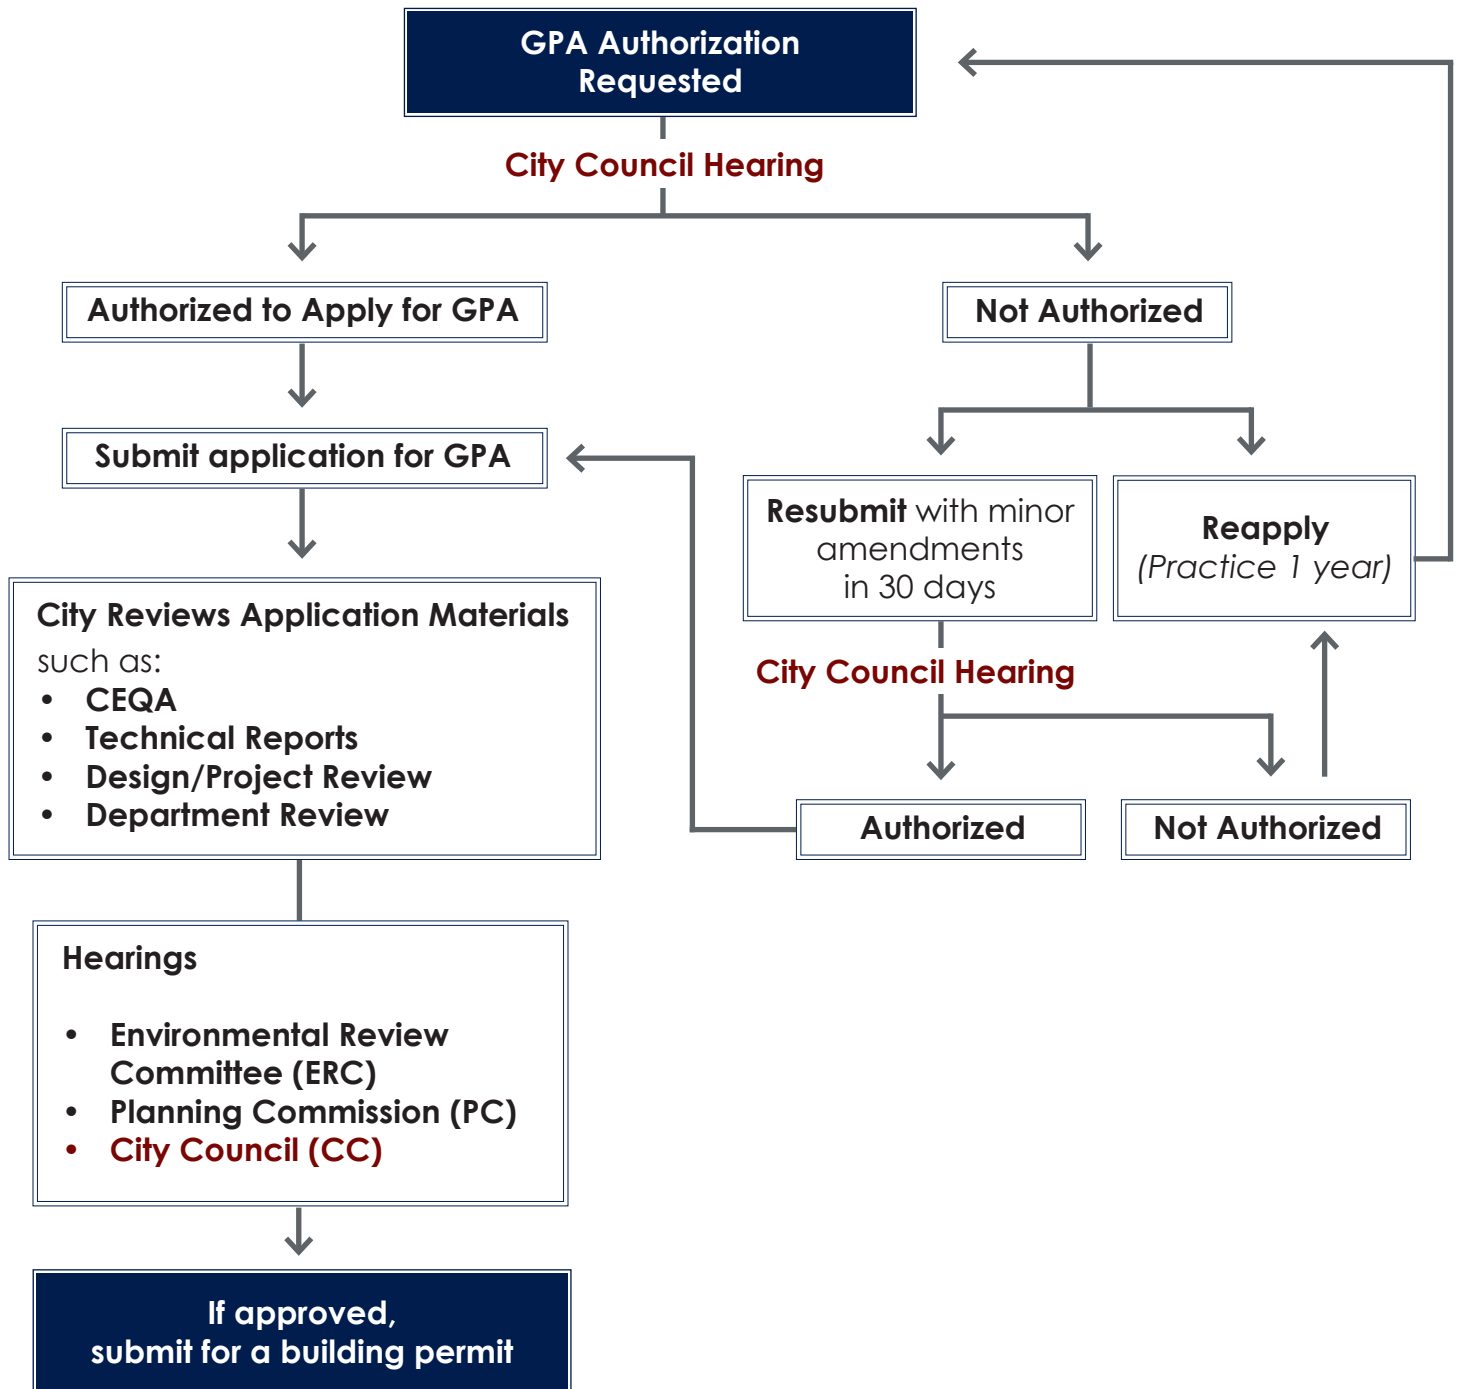 GPA Authorization
Requested
City Council Hearing
Authorized to Apply for GPA
Not Authorized
Submit application for GPA
Resubmit with minor
amendments
in 30 days
Reapply
(Practice 1 year)
City Reviews Application Materials
such as:
• CEQA
• Technical Reports
• Design/Project Review
• Department Review
City Council Hearing
Authorized
Not Authorized
Hearings
• Environmental Review
Committee (ERC)
• Planning Commission (PC)
• City Council (CC)
If approved,
submit for a building permit